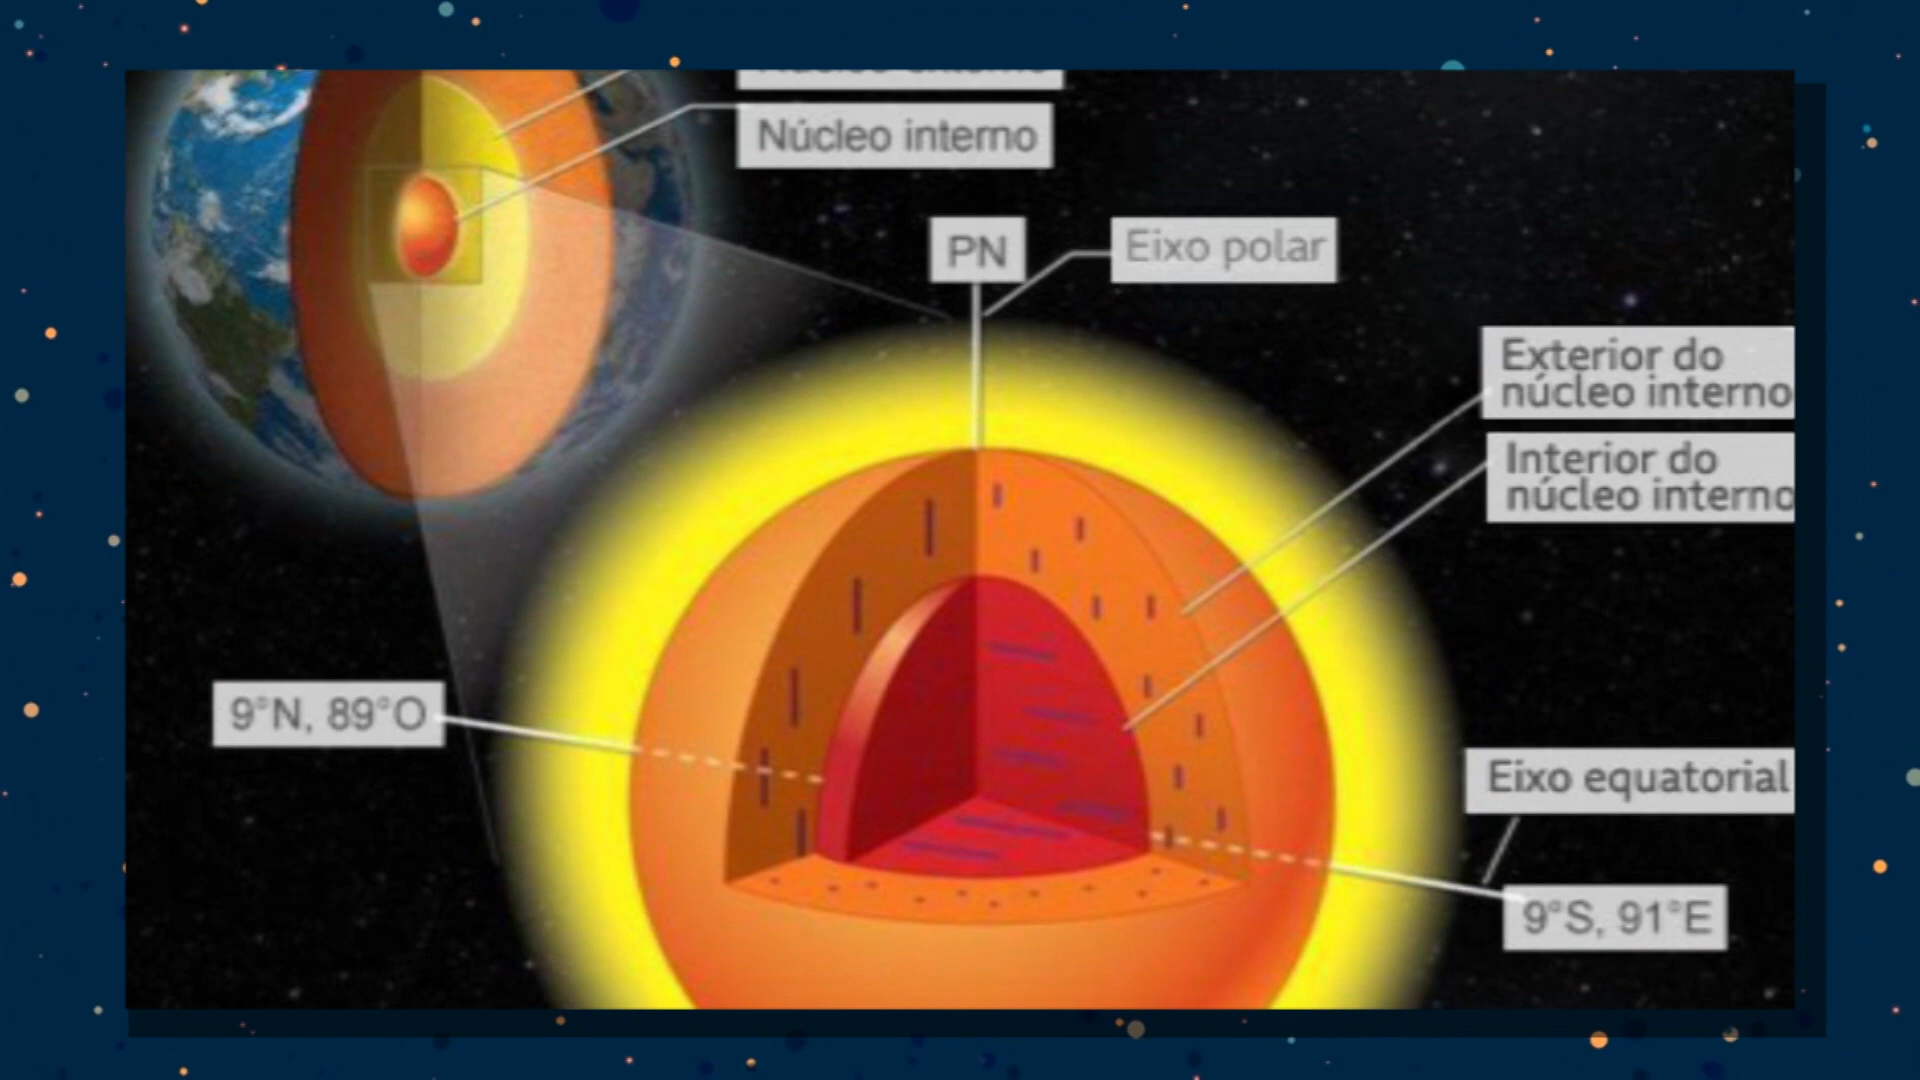 Núcleo interno
PN
Eixo polar
Exterior do
núcleo interno
Interior do
núcleo interno
9°N, 89°O
Eixo equatorial
9°S, 91°E